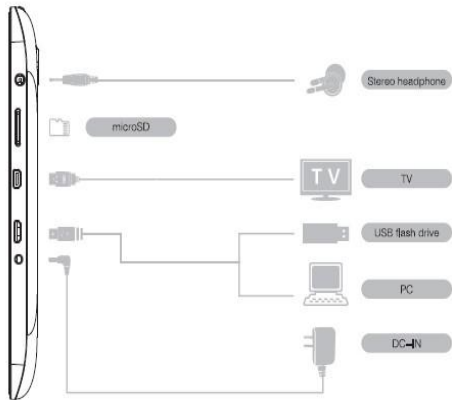 Stereo headphone
microSD
TV
TV
USB flash drive
PC
DC-IN